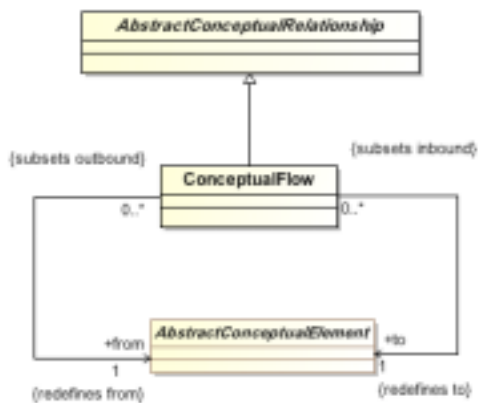 AbstractConceptualRelationship
{subsets outbound}
{subsets inbound}
ConceptualFlow
0..*
0..*
AbstractConceptualElement
+from
+to
1
1
{redefines from}
{redefines to}